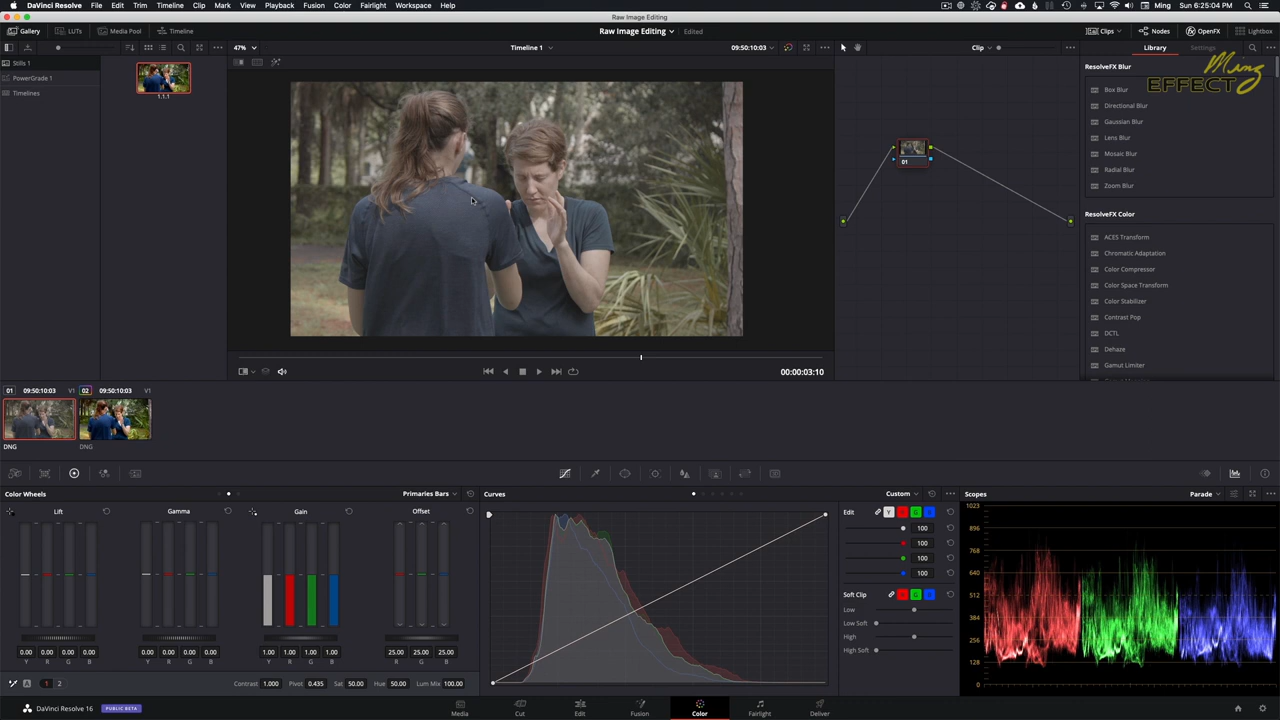 DaVinci Resolve File Edit Trim Timeline Clip Mark View Playback Fusion Color Fairlight Workspace Help
Ming Sun 6:25:04 PM
Raw Image Editing
Gallery LUTs Media Pool Timeline
Raw Image Editing Edited
Clips Nodes OpenFX Lightbox
47% Timeline 1 09:50:10:03 Clip Library Settings
Stills 1
PowerGrade 1
Timelines
1.1.1
Ming
EFFECT
01
ResolveFX Blur
Box Blur
Directional Blur
Gaussian Blur
Lens Blur
Mosaic Blur
Radial Blur
Zoom Blur
ResolveFX Color
ACES Transform
Chromatic Adaptation
Color Compressor
Color Space Transform
Color Stabilizer
Contrast Pop
DCTL
Dehaze
Gamut Limiter
00:00:03:10
01 09:50:10:03 V1 02 09:50:10:03 V1
DNG DNG
Color Wheels Primaries Bars Curves Custom Scopes Parade
Lift Gamma Gain Offset
Edit Y R G B
100
100
100
100
Soft Clip R G B
Low
Low Soft
High
High Soft
1023
896
768
640
512
384
256
128
0
0.00 0.00 0.00 0.00 0.00 0.00 0.00 0.00 1.00 1.00 1.00 1.00 25.00 25.00 25.00
Y R G B Y R G B Y R G B R G B
A 1 2 Contrast 1.000 Pivot 0.435 Sat 50.00 Hue 50.00 Lum Mix 100.00
DaVinci Resolve 16 PUBLIC BETA
Media Cut Edit Fusion Color Fairlight Deliver